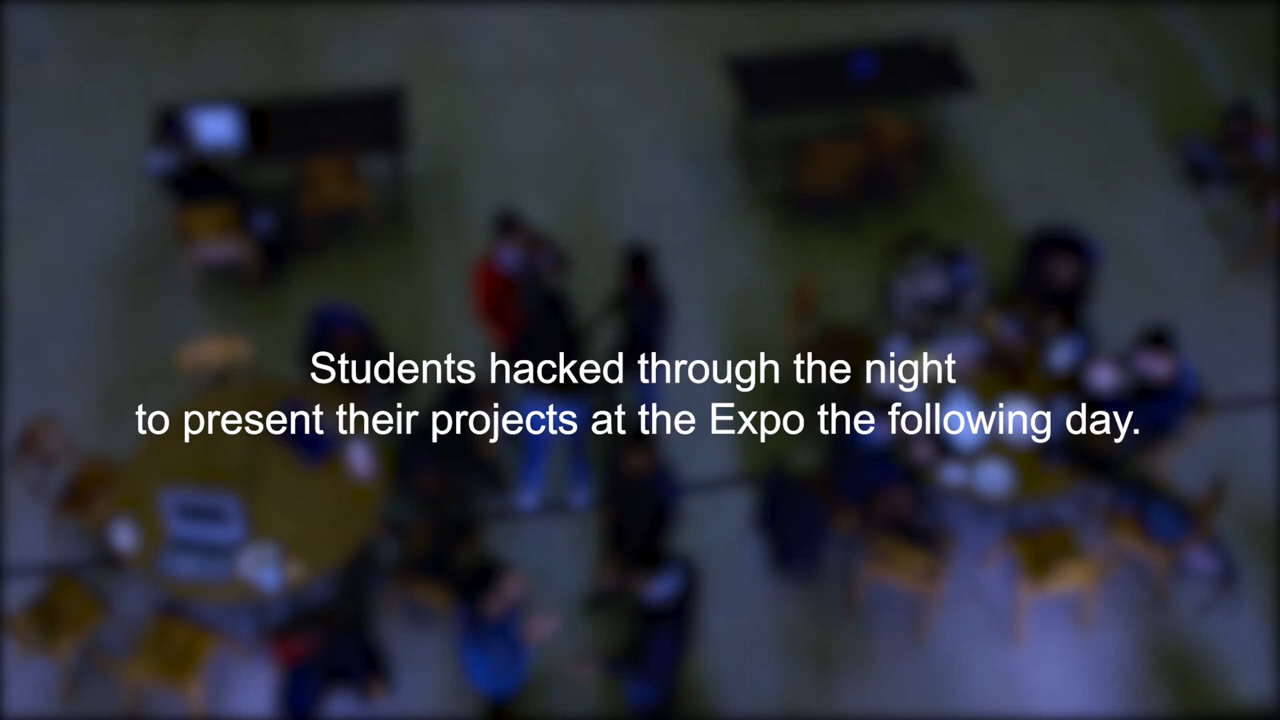 Students hacked through the night
to present their projects at the Expo the following day.